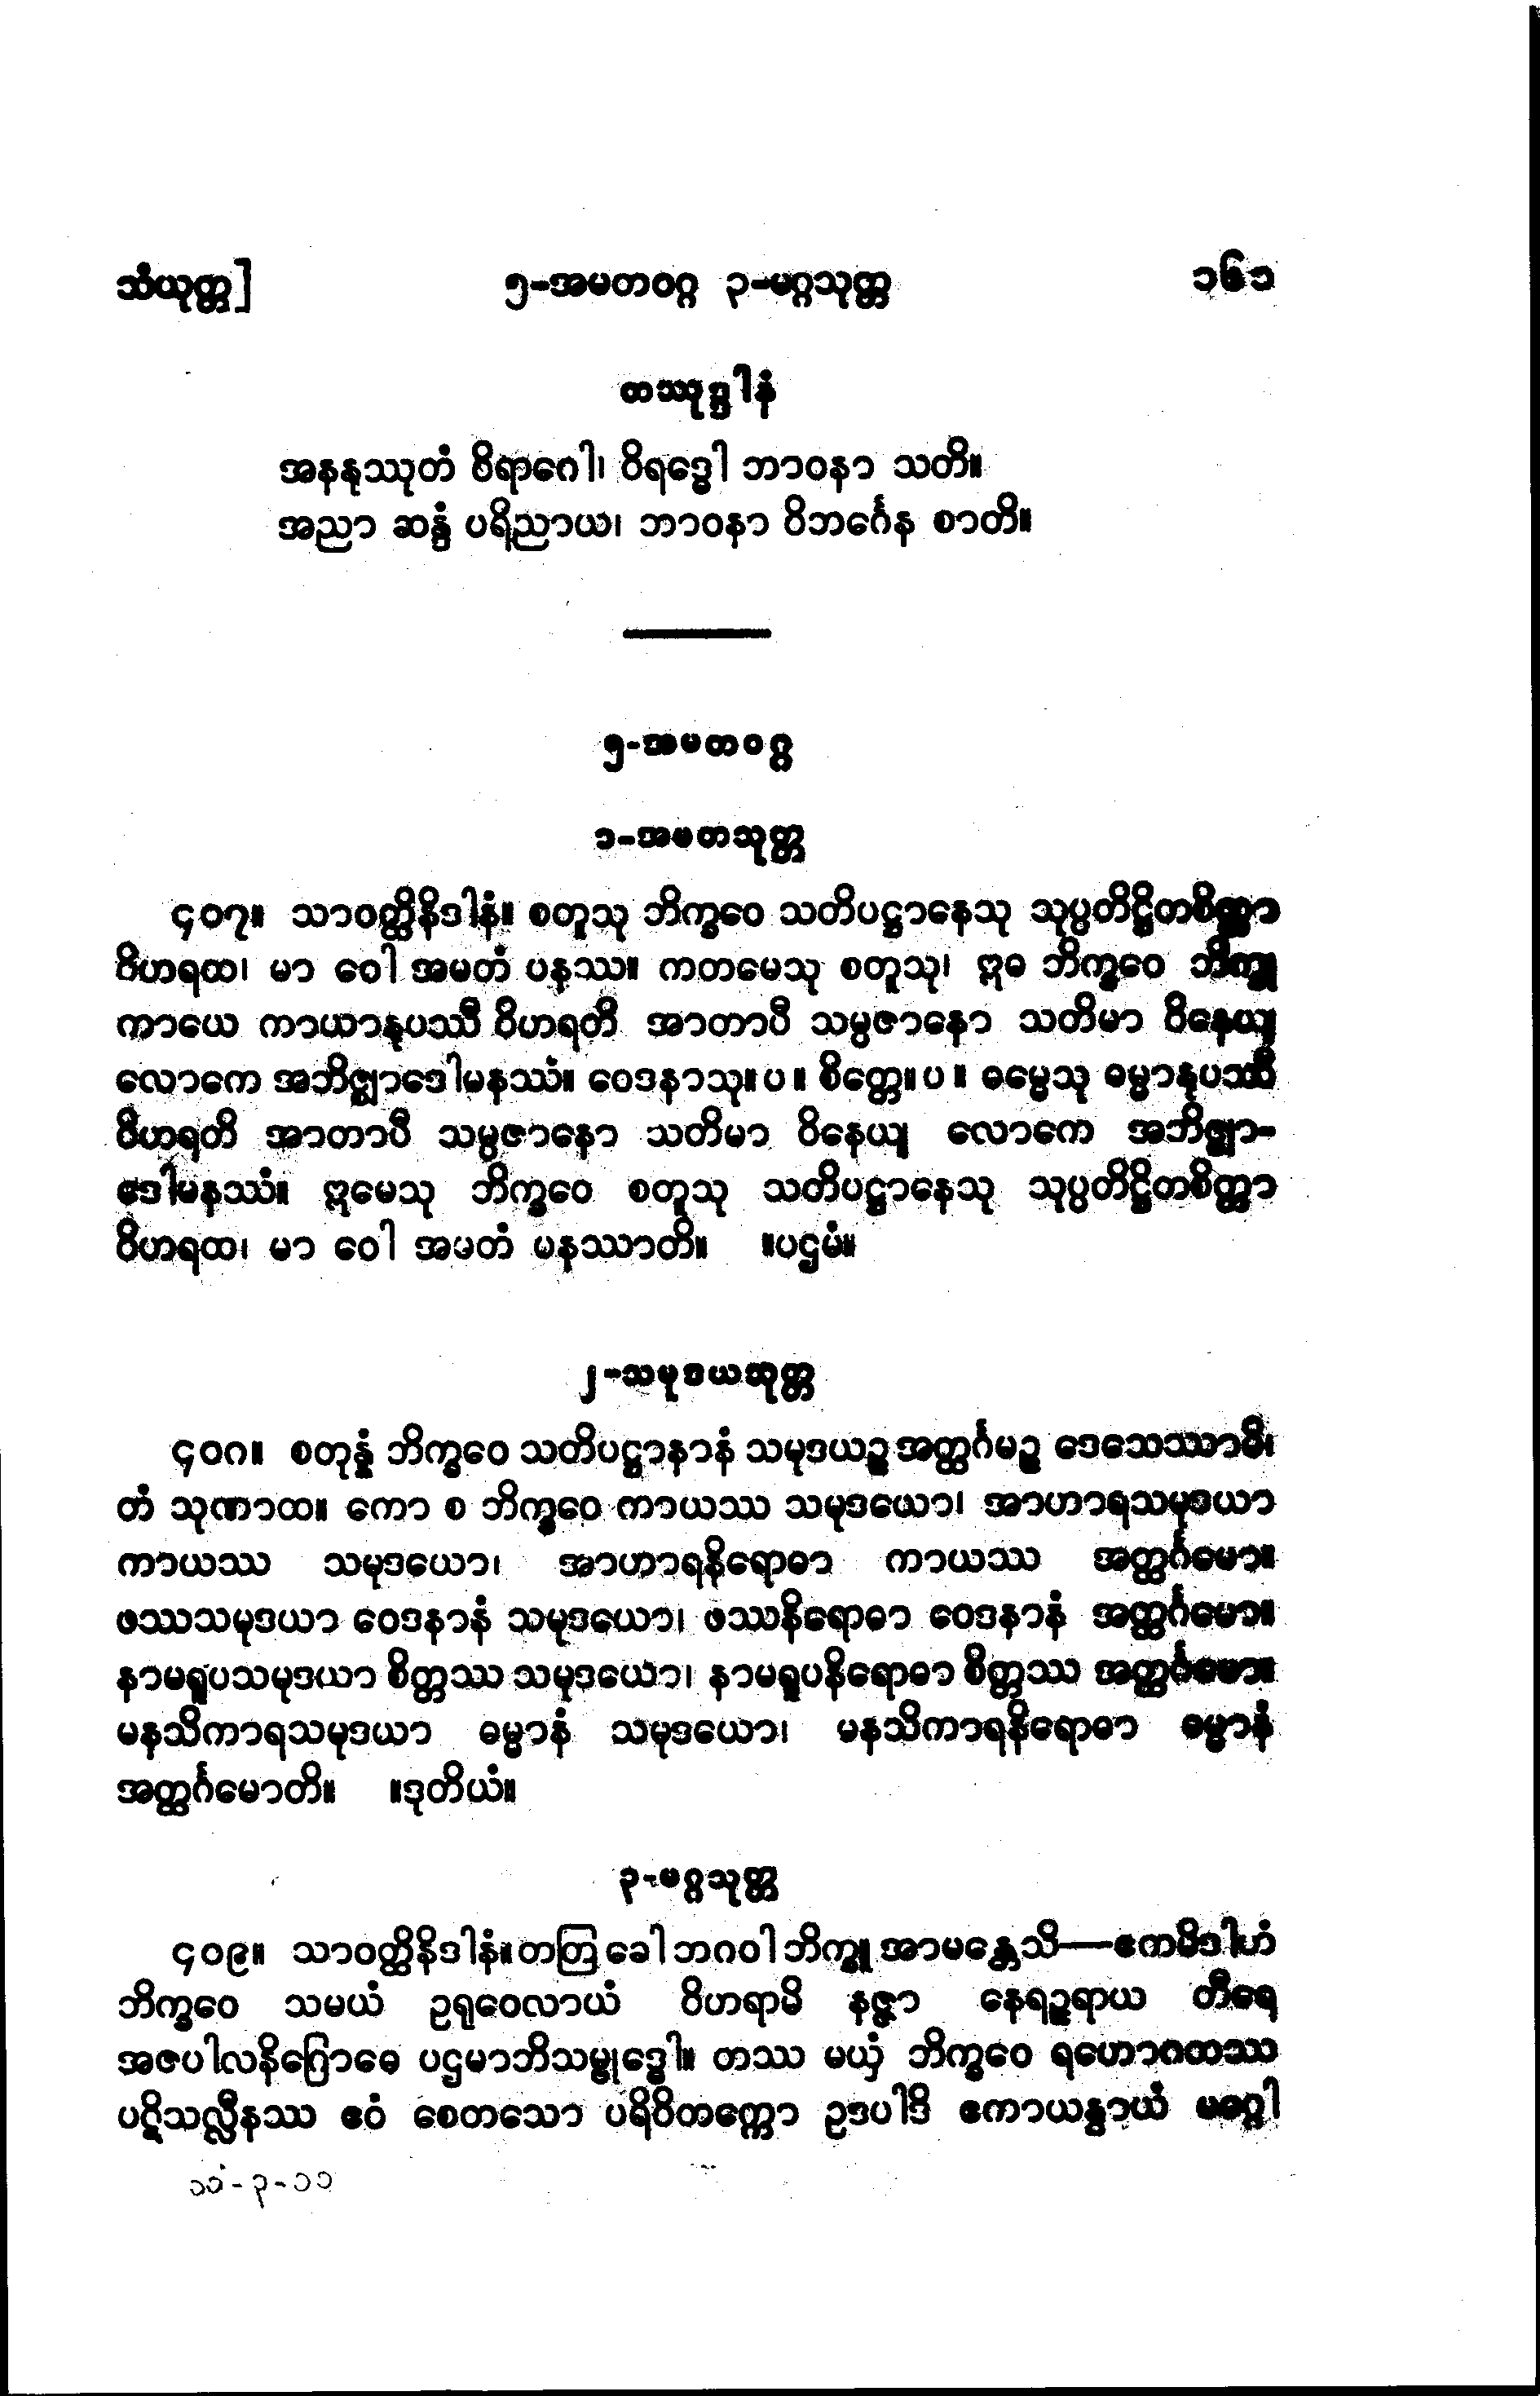 သံယုတ္တ] ၅-အမတဝဂ္ဂ ၃-မဂ္ဂသုတ္တ ၁၆၁
တဿုဒ္ဒါနံ
အနနုဿုတံ ဝိရာဂေါ၊ ဝိရဒ္ဓေါ ဘာဝနာ သတိ။
အညာ ဆန္ဒံ ပရိညာယ၊ ဘာဝနာ ဝိဘင်္ဂေန စာတိ။
၅-အမတဝဂ္ဂ
၁-အမတသုတ္တ
၄၀၇။ သာဝတ္ထိနိဒါနံ။ စတူသု ဘိက္ခဝေ သတိပဋ္ဌာနေသု သုပ္ပတိဋ္ဌိတစိတ္တာ
ဝိဟရထ၊ မာ ဝေါ အမတံ ပနဿ။ ကတမေသု စတူသု၊ ဣဓ ဘိက္ခဝေ ဘိက္ခု
ကာယေ ကာယာနုပဿီ ဝိဟရတိ အာတာပီ သမ္ပဇာနော သတိမာ ဝိနေယျ
လောကေ အဘိဇ္ဈာဒေါမနဿံ။ ဝေဒနာသု။ပ။ စိတ္တေ။ပ။ ဓမ္မေသု ဓမ္မာနုပဿီ
ဝိဟရတိ အာတာပီ သမ္ပဇာနော သတိမာ ဝိနေယျ လောကေ အဘိဇ္ဈာ-
ဒေါမနဿံ။ ဣမေသု ဘိက္ခဝေ စတူသု သတိပဋ္ဌာနေသု သုပ္ပတိဋ္ဌိတစိတ္တာ
ဝိဟရထ၊ မာ ဝေါ အမတံ ပနဿာတိ။ ။ပဌမံ။
၂-သမုဒယသုတ္တ
၄၀၈။ စတုန္နံ ဘိက္ခဝေ သတိပဋ္ဌာနာနံ သမုဒယဉ္စ အတ္ထင်္ဂမဉ္စ ဒေသေဿာမိ၊
တံ သုဏာထ။ ကော စ ဘိက္ခဝေ ကာယဿ သမုဒယော၊ အာဟာရသမုဒယာ
ကာယဿ သမုဒယော၊ အာဟာရနိရောဓာ ကာယဿ အတ္ထင်္ဂမော။
ဖဿသမုဒယာ ဝေဒနာနံ သမုဒယော၊ ဖဿနိရောဓာ ဝေဒနာနံ အတ္ထင်္ဂမော။
နာမရူပသမုဒယာ စိတ္တဿ သမုဒယော၊ နာမရူပနိရောဓာ စိတ္တဿ အတ္ထင်္ဂမော။
မနသိကာရသမုဒယာ ဓမ္မာနံ သမုဒယော၊ မနသိကာရနိရောဓာ ဓမ္မာနံ
အတ္ထင်္ဂမောတိ။ ။ဒုတိယံ။
၃-မဂ္ဂသုတ္တ
၄၀၉။ သာဝတ္ထိနိဒါနံ။ တတြ ခေါ ဘဂဝါ ဘိက္ခူ အာမန္တေသိ—ဧကမိဒါဟံ
ဘိက္ခဝေ သမယံ ဥရုဝေလာယံ ဝိဟရာမိ နဇ္ဇာ နေရဉ္ဇရာယ တီရေ
အဇပါလနိဂြောဓေ ပဌမာဘိသမ္ဗုဒ္ဓေါ။ တဿ မယှံ ဘိက္ခဝေ ရဟောဂတဿ
ပဋိသလ္လီနဿ ဧဝံ စေတသော ပရိဝိတက္ကော ဥဒပါဒိ ဧကာယနွာယံ မဂ္ဂေါ
၁၁-၃-၁၁